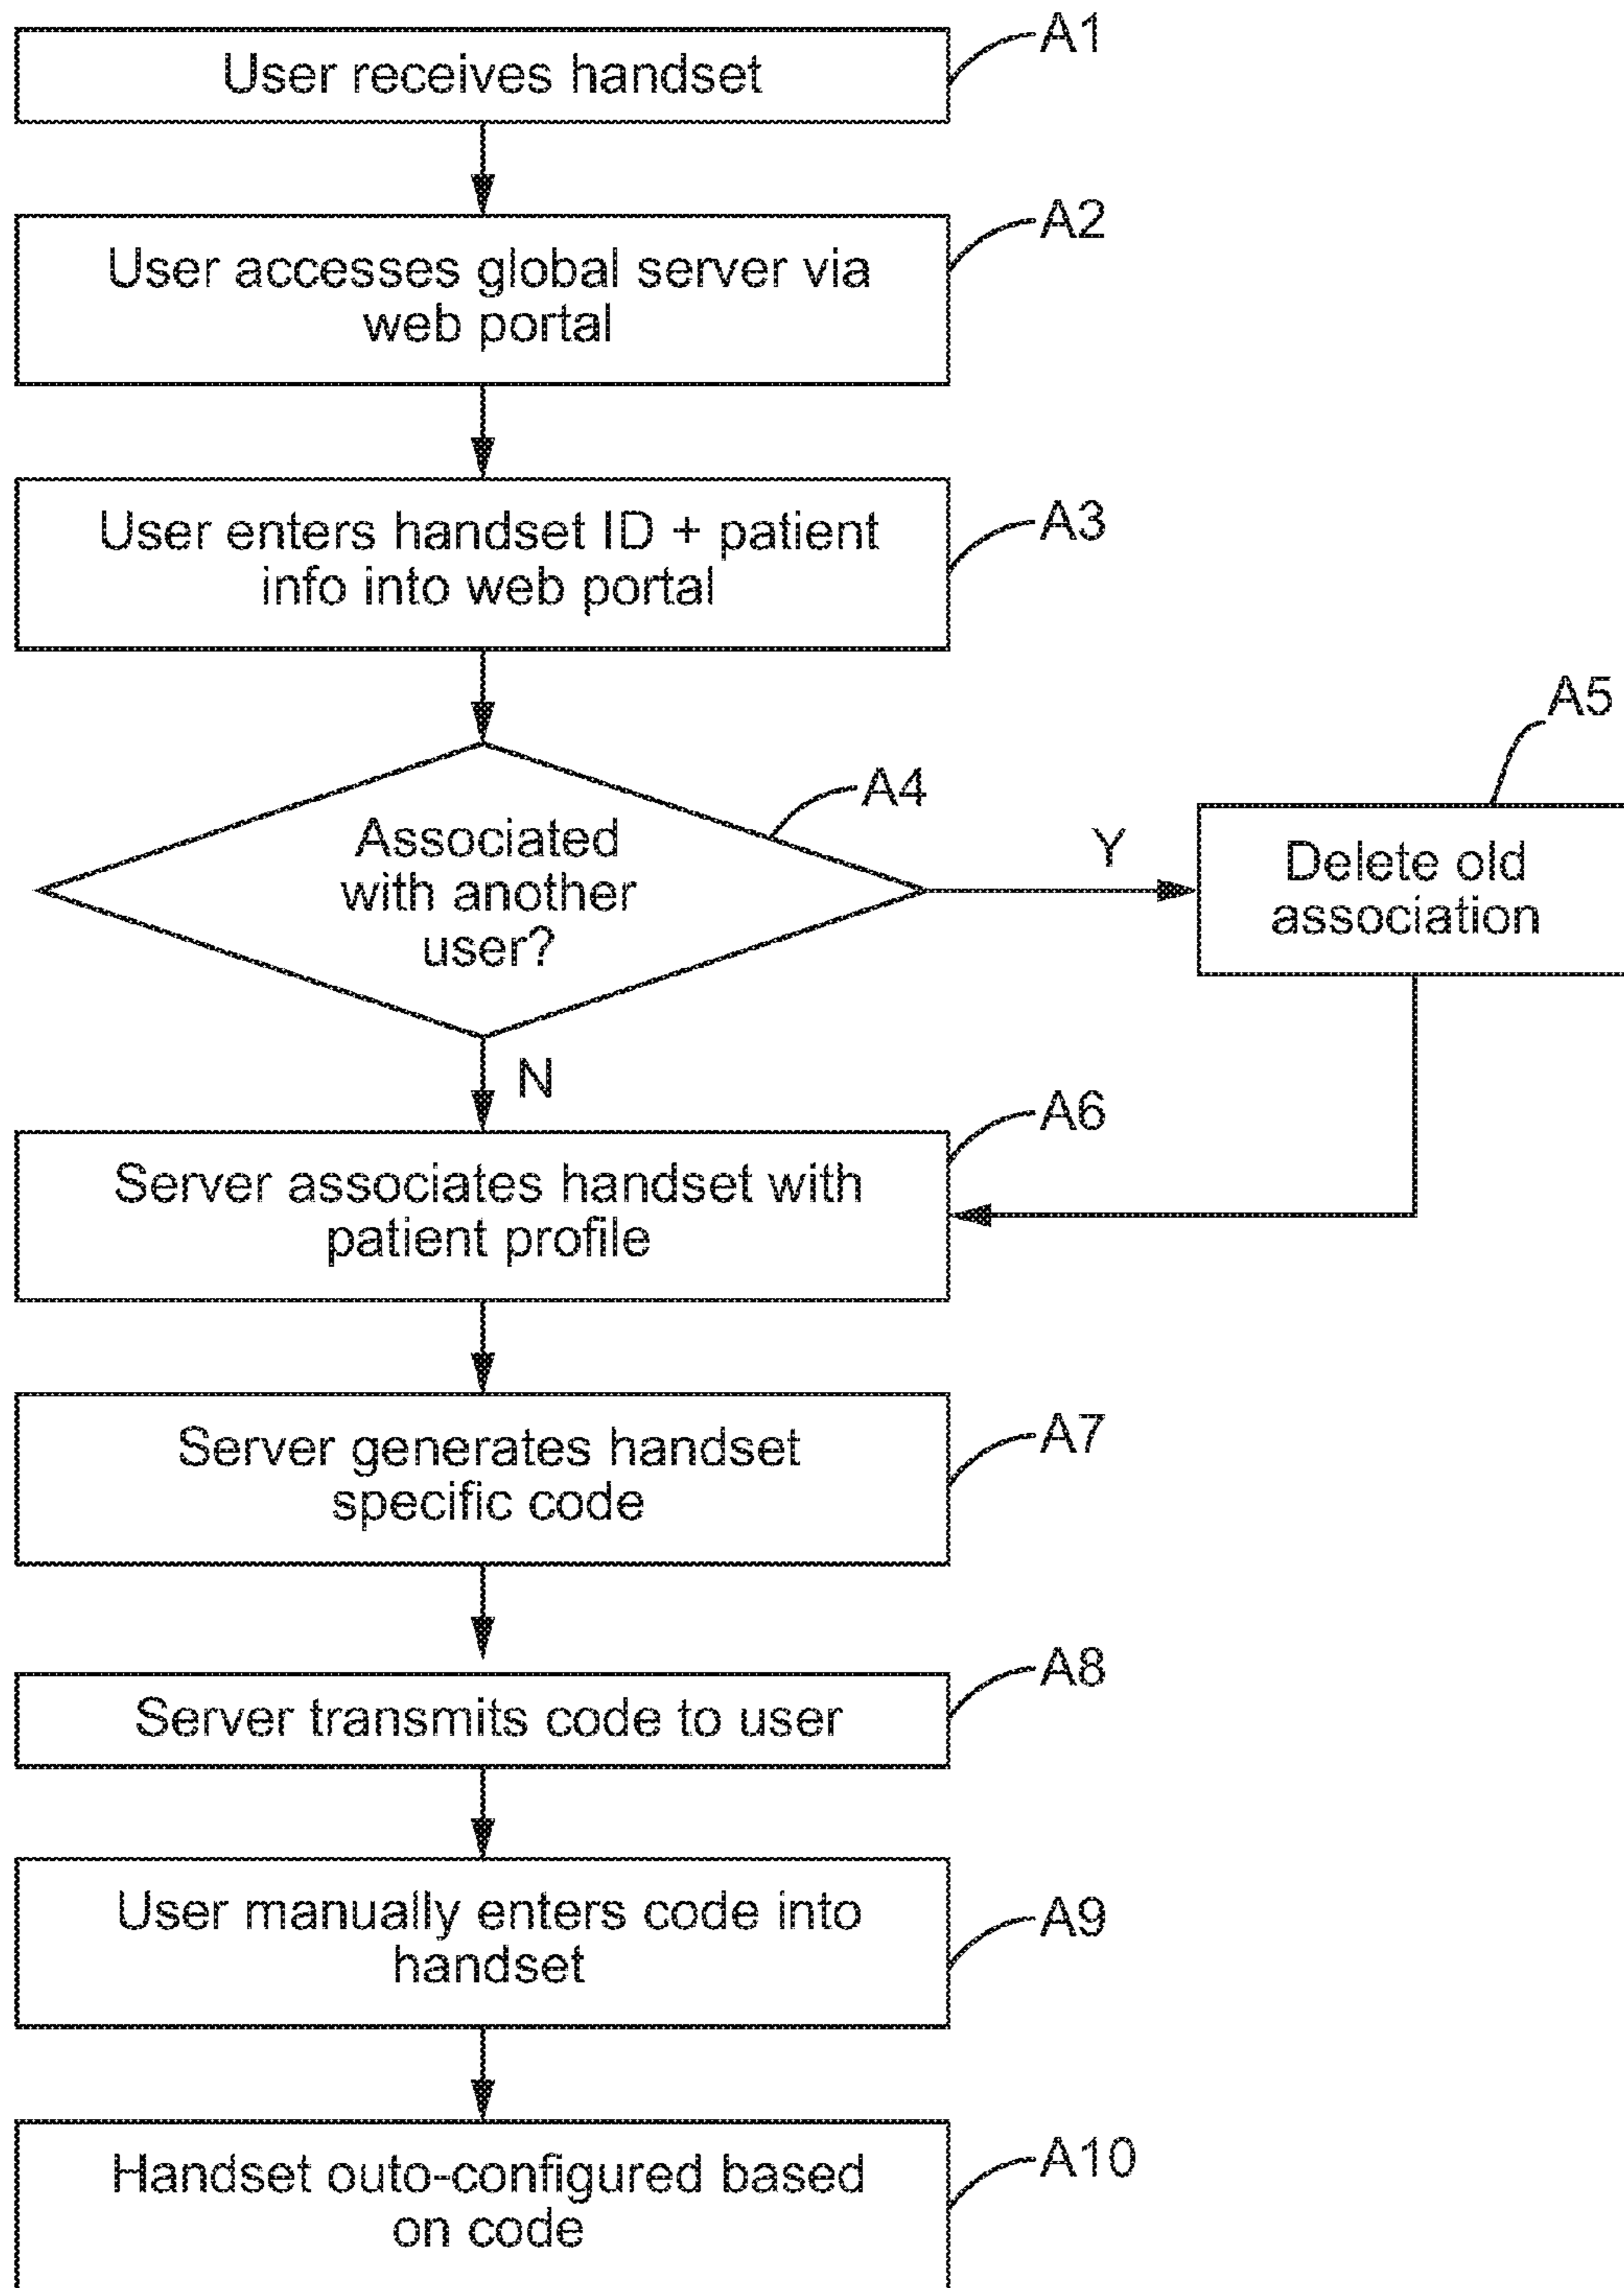 User receives handset
A1
User accesses global server via
web portal
A2
User enters handset ID + patient
info into web portal
A3
Associated
with another
user?
A4
Y
N
Delete old
association
A5
Server associates handset with
patient profile
A6
Server generates handset
specific code
A7
Server transmits code to user
A8
User manually enters code into
handset
A9
Handset outo-configured based
on code
A10